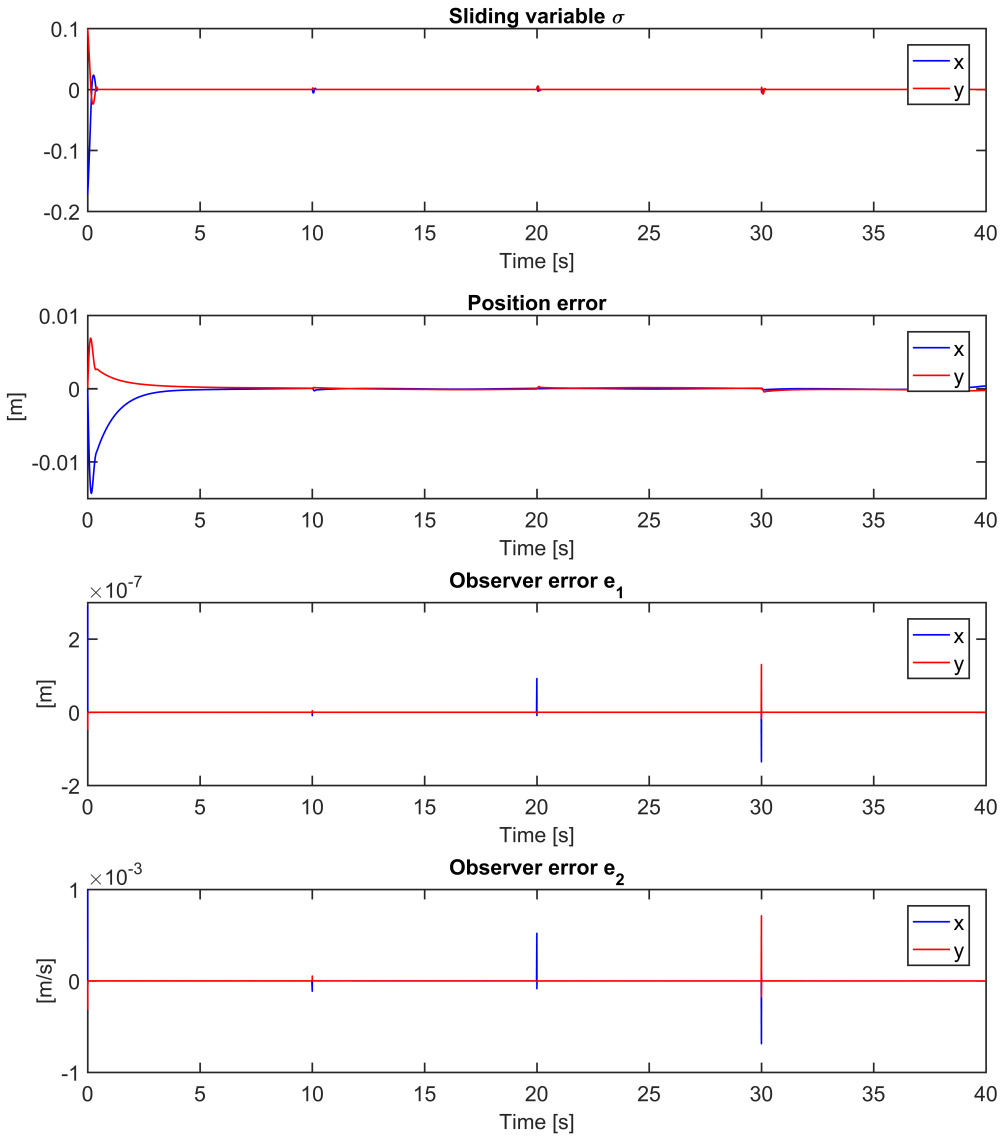 Sliding variable σ
0.1
0
-0.1
-0.2
x
y
0 5 10 15 20 25 30 35 40
Time [s]
Position error
0.01
0
-0.01
[m]
x
y
0 5 10 15 20 25 30 35 40
Time [s]
Observer error e₁
×10⁻⁷
2
0
-2
[m]
x
y
0 5 10 15 20 25 30 35 40
Time [s]
Observer error e₂
×10⁻³
1
0
-1
[m/s]
x
y
0 5 10 15 20 25 30 35 40
Time [s]